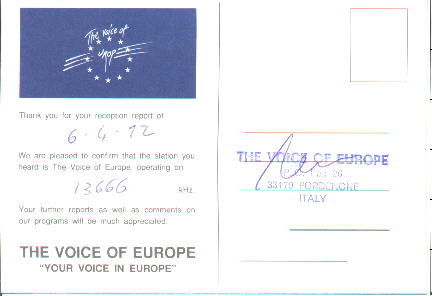 The voice of
EUROPE
Thank you for your reception report of
6-4-92
We are pleased to confirm that the station you
heard is The Voice of Europe, operating on
13666 kHz.
Your further reports as well as comments on
our programs will be much appreciated.
THE VOICE OF EUROPE
"YOUR VOICE IN EUROPE"
THE VOICE OF EUROPE
P.O. Box 26
33170 PORDENONE
ITALY